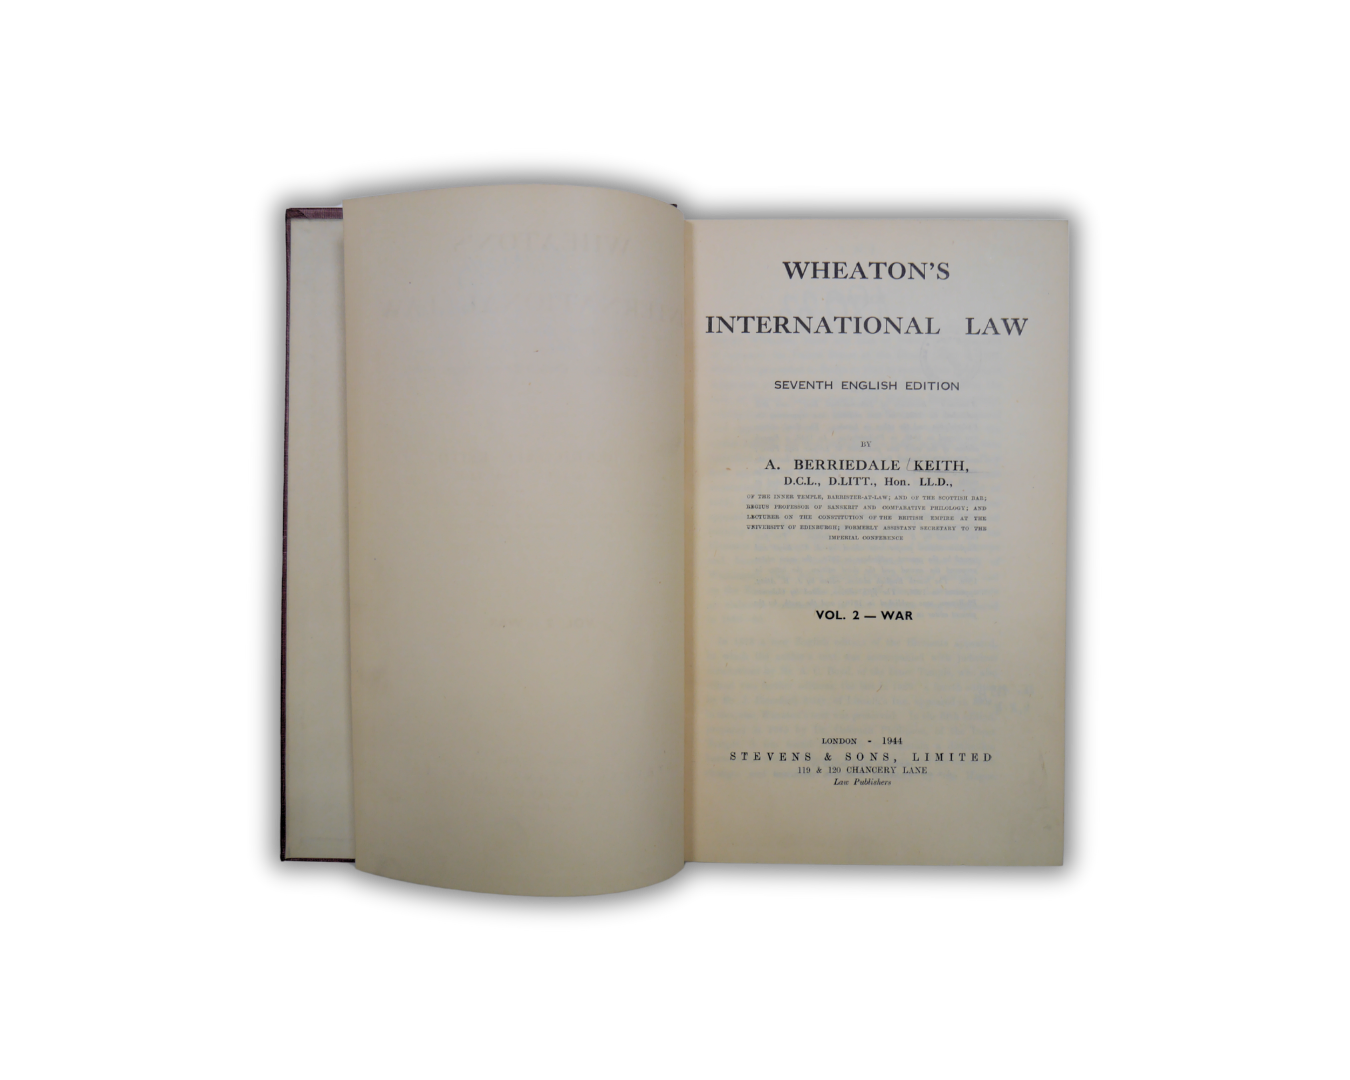 WHEATON'S
INTERNATIONAL LAW
SEVENTH ENGLISH EDITION
BY
A. BERRIEDALE KEITH,
D.C.L., D.LITT., Hon. LL.D.,
OF THE INNER TEMPLE, BARRISTER-AT-LAW; AND OF THE SCOTTISH BAR;
REGIUS PROFESSOR OF SANSKRIT AND COMPARATIVE PHILOLOGY; AND
LECTURER ON THE CONSTITUTION OF THE BRITISH EMPIRE AT THE
UNIVERSITY OF EDINBURGH; FORMERLY ASSISTANT SECRETARY TO THE
IMPERIAL CONFERENCE
VOL. 2 — WAR
LONDON - 1944
STEVENS & SONS, LIMITED
119 & 120 CHANCERY LANE
Law Publishers